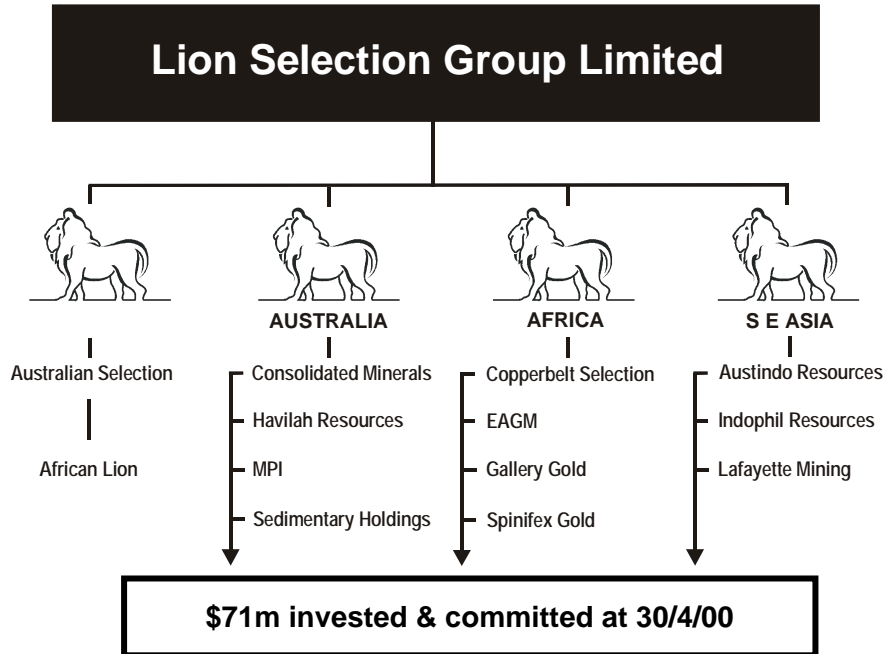 Lion Selection Group Limited
AUSTRALIA
AFRICA
S E ASIA
Australian Selection
African Lion
Consolidated Minerals
Havilah Resources
MPI
Sedimentary Holdings
Copperbelt Selection
EAGM
Gallery Gold
Spinifex Gold
Austindo Resources
Indophil Resources
Lafayette Mining
$71m invested & committed at 30/4/00